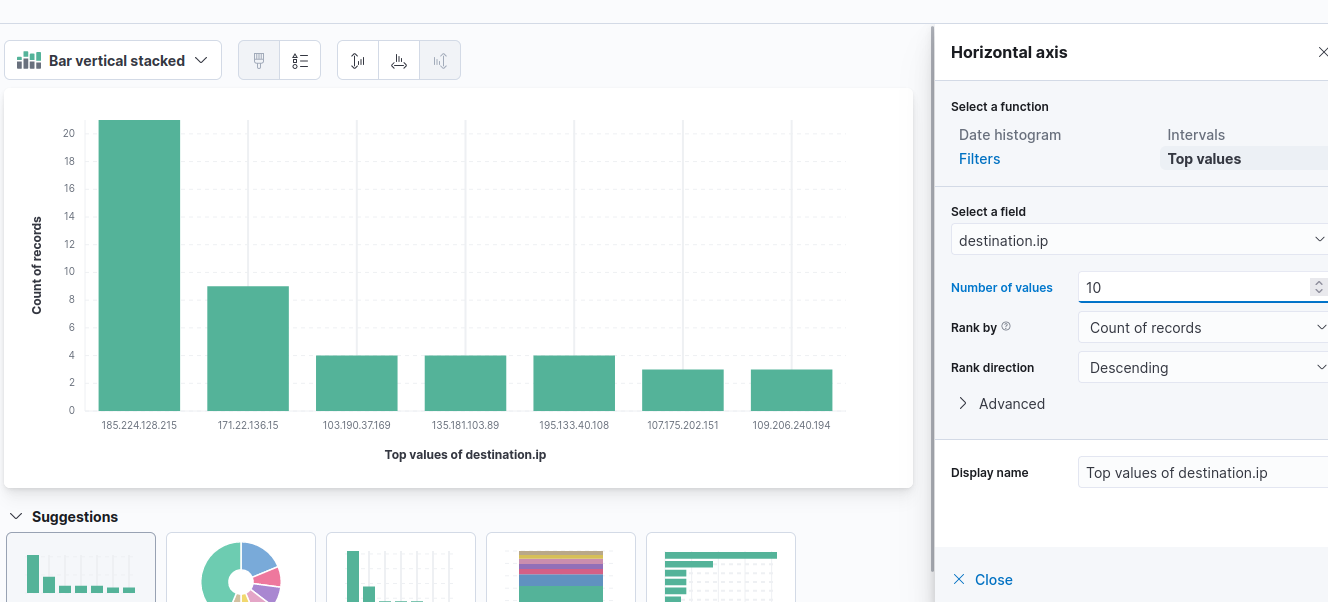 Bar vertical stacked
20
18
16
14
12
10
8
6
4
2
0
Count of records
185.224.128.215
171.22.136.15
103.190.37.169
135.181.103.89
195.133.40.108
107.175.202.151
109.206.240.194
Top values of destination.ip
Suggestions
Horizontal axis
Select a function
Date histogram
Intervals
Filters
Top values
Select a field
destination.ip
Number of values
10
Rank by
Count of records
Rank direction
Descending
Advanced
Display name
Top values of destination.ip
Close